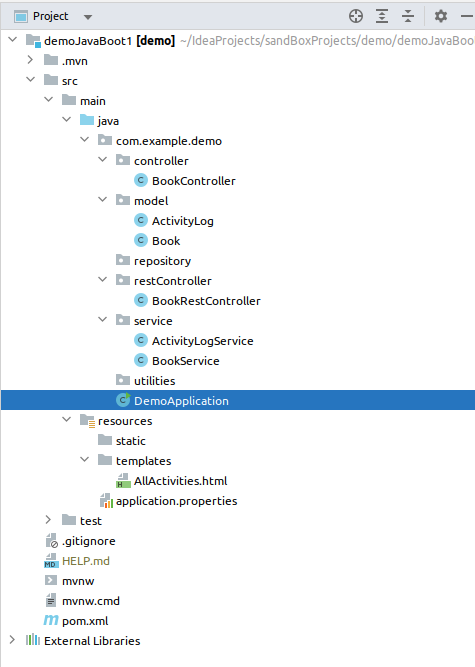 Project
demoJavaBoot1 [demo] ~/IdeaProjects/sandBoxProjects/demo/demoJavaBoot
.mvn
src
main
java
com.example.demo
controller
C BookController
model
C ActivityLog
C Book
repository
restController
C BookRestController
service
C ActivityLogService
C BookService
utilities
C DemoApplication
resources
static
templates
H AllActivities.html
application.properties
test
.gitignore
MD HELP.md
mvnw
mvnw.cmd
m pom.xml
External Libraries